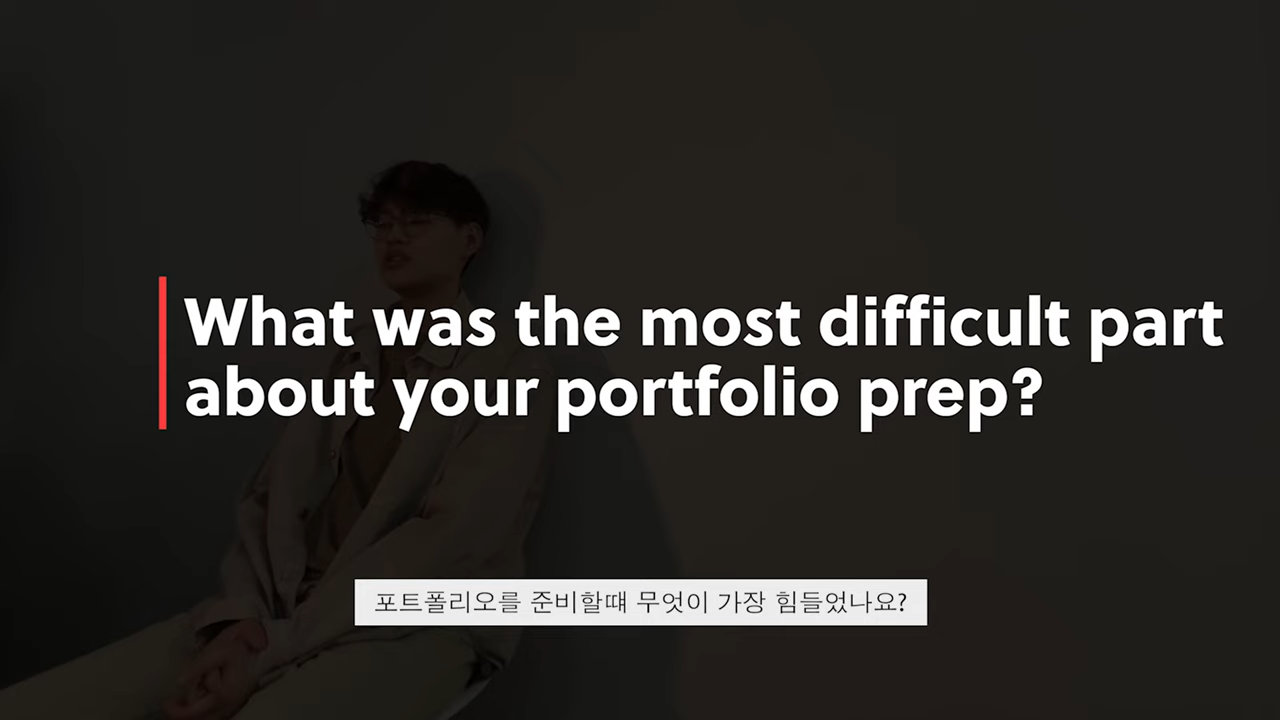 What was the most difficult part
about your portfolio prep?
포트폴리오를 준비할떄 무엇이 가장 힘들었나요?